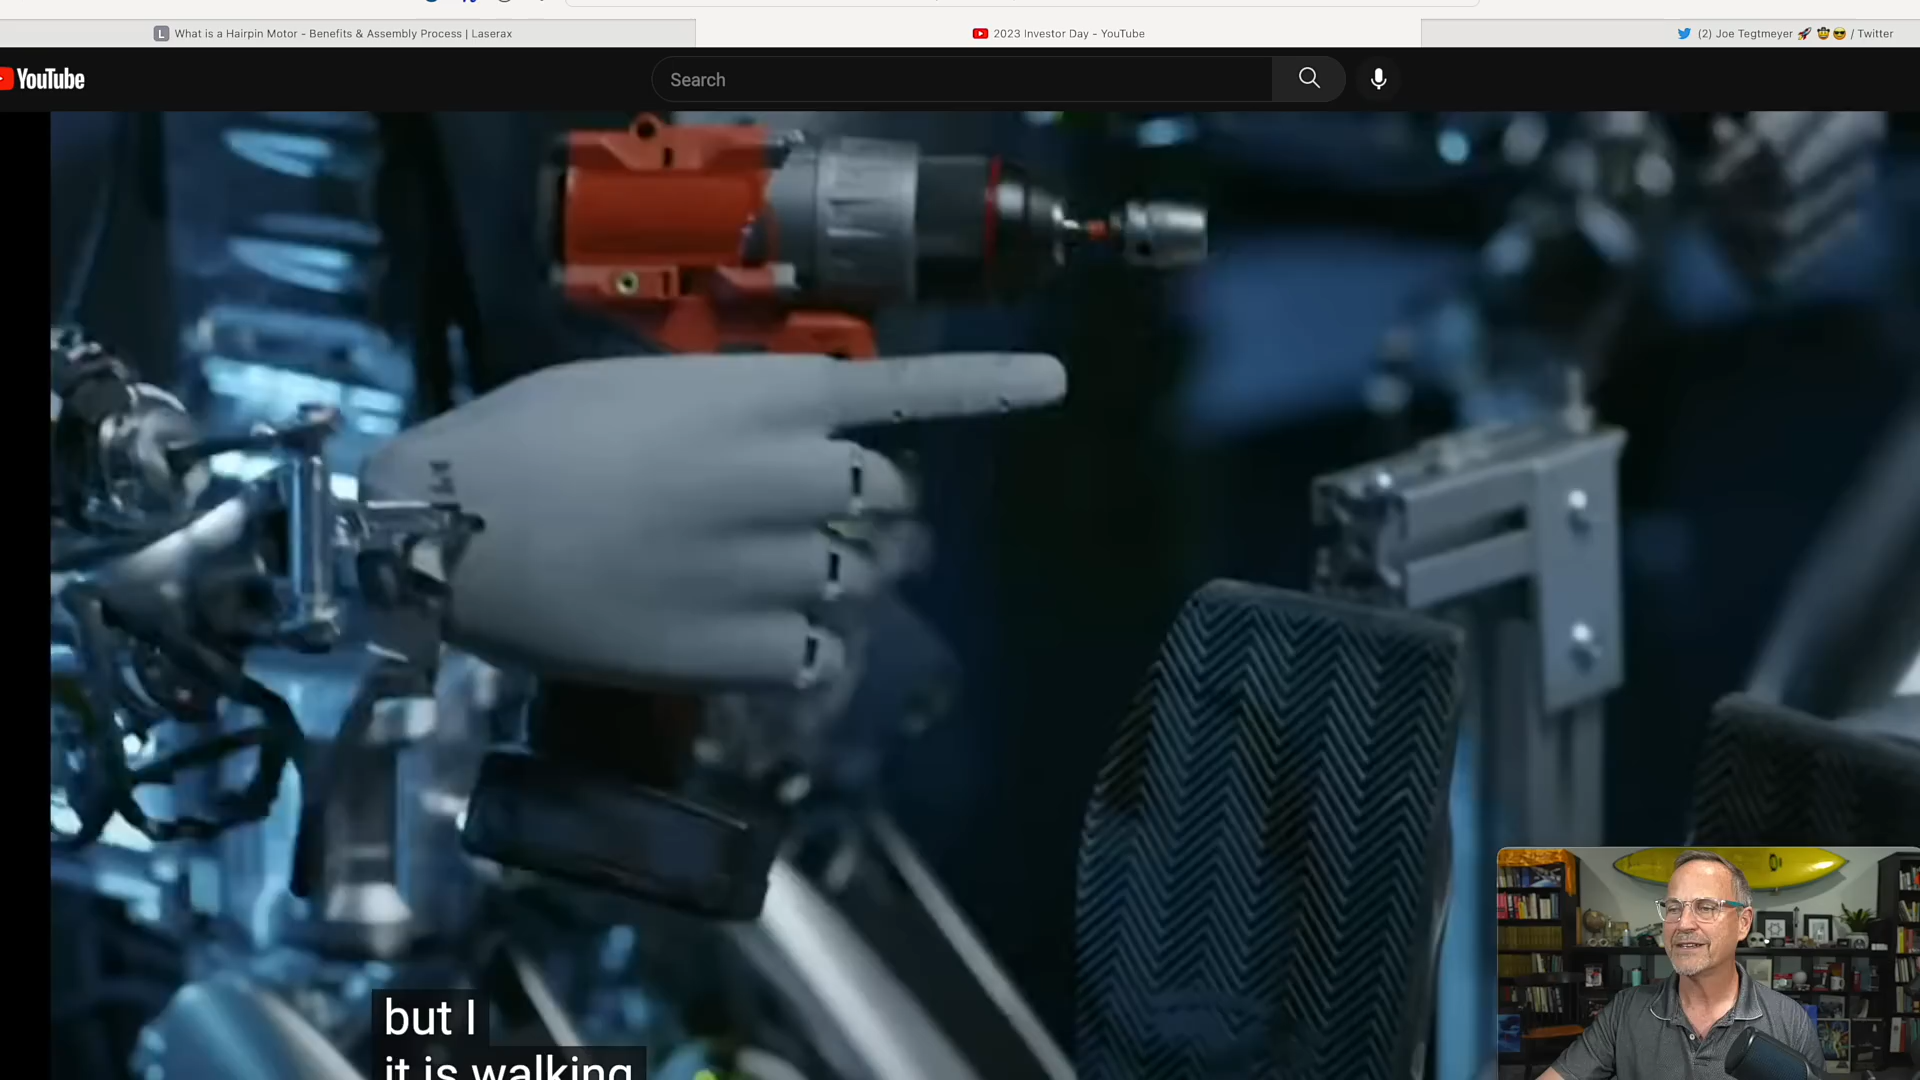 L What is a Hairpin Motor - Benefits & Assembly Process | Laserax
2023 Investor Day - YouTube
(2) Joe Tegtmeyer 🚀 🤠😎 / Twitter
YouTube
Search
but I
it is walking